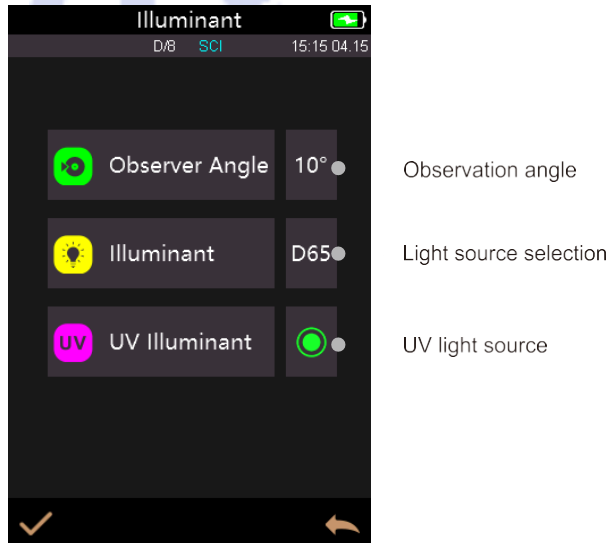 Illuminant
D/8 SCI 15:15 04.15
Observer Angle 10° Observation angle
Illuminant D65 Light source selection
UV UV Illuminant UV light source